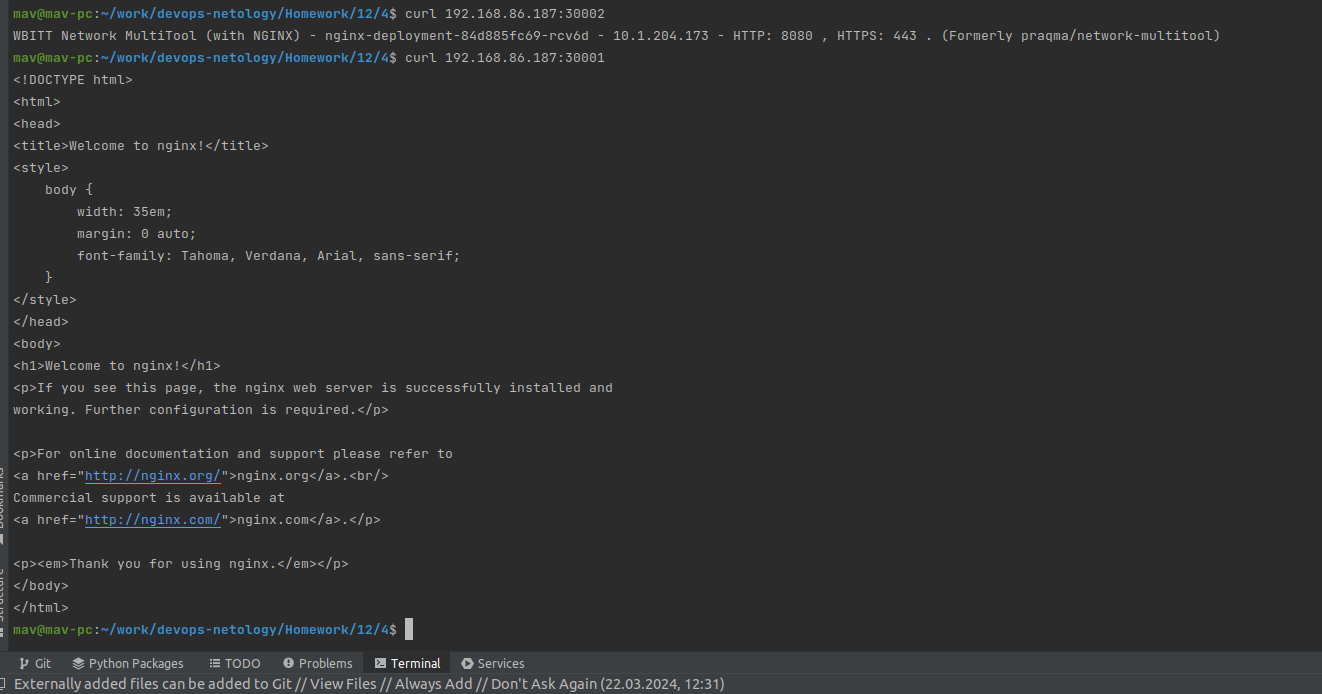 mav@mav-pc:~/work/devops-netology/Homework/12/4$ curl 192.168.86.187:30002
WBITT Network MultiTool (with NGINX) - nginx-deployment-84d885fc69-rcv6d - 10.1.204.173 - HTTP: 8080 , HTTPS: 443 . (Formerly praqma/network-multitool)
mav@mav-pc:~/work/devops-netology/Homework/12/4$ curl 192.168.86.187:30001
<!DOCTYPE html>
<html>
<head>
<title>Welcome to nginx!</title>
<style>
    body {
        width: 35em;
        margin: 0 auto;
        font-family: Tahoma, Verdana, Arial, sans-serif;
    }
</style>
</head>
<body>
<h1>Welcome to nginx!</h1>
<p>If you see this page, the nginx web server is successfully installed and
working. Further configuration is required.</p>

<p>For online documentation and support please refer to
<a href="http://nginx.org/">nginx.org</a>.<br/>
Commercial support is available at
<a href="http://nginx.com/">nginx.com</a>.</p>

<p><em>Thank you for using nginx.</em></p>
</body>
</html>
mav@mav-pc:~/work/devops-netology/Homework/12/4$
Git Python Packages TODO Problems Terminal Services
Externally added files can be added to Git // View Files // Always Add // Don't Ask Again (22.03.2024, 12:31)